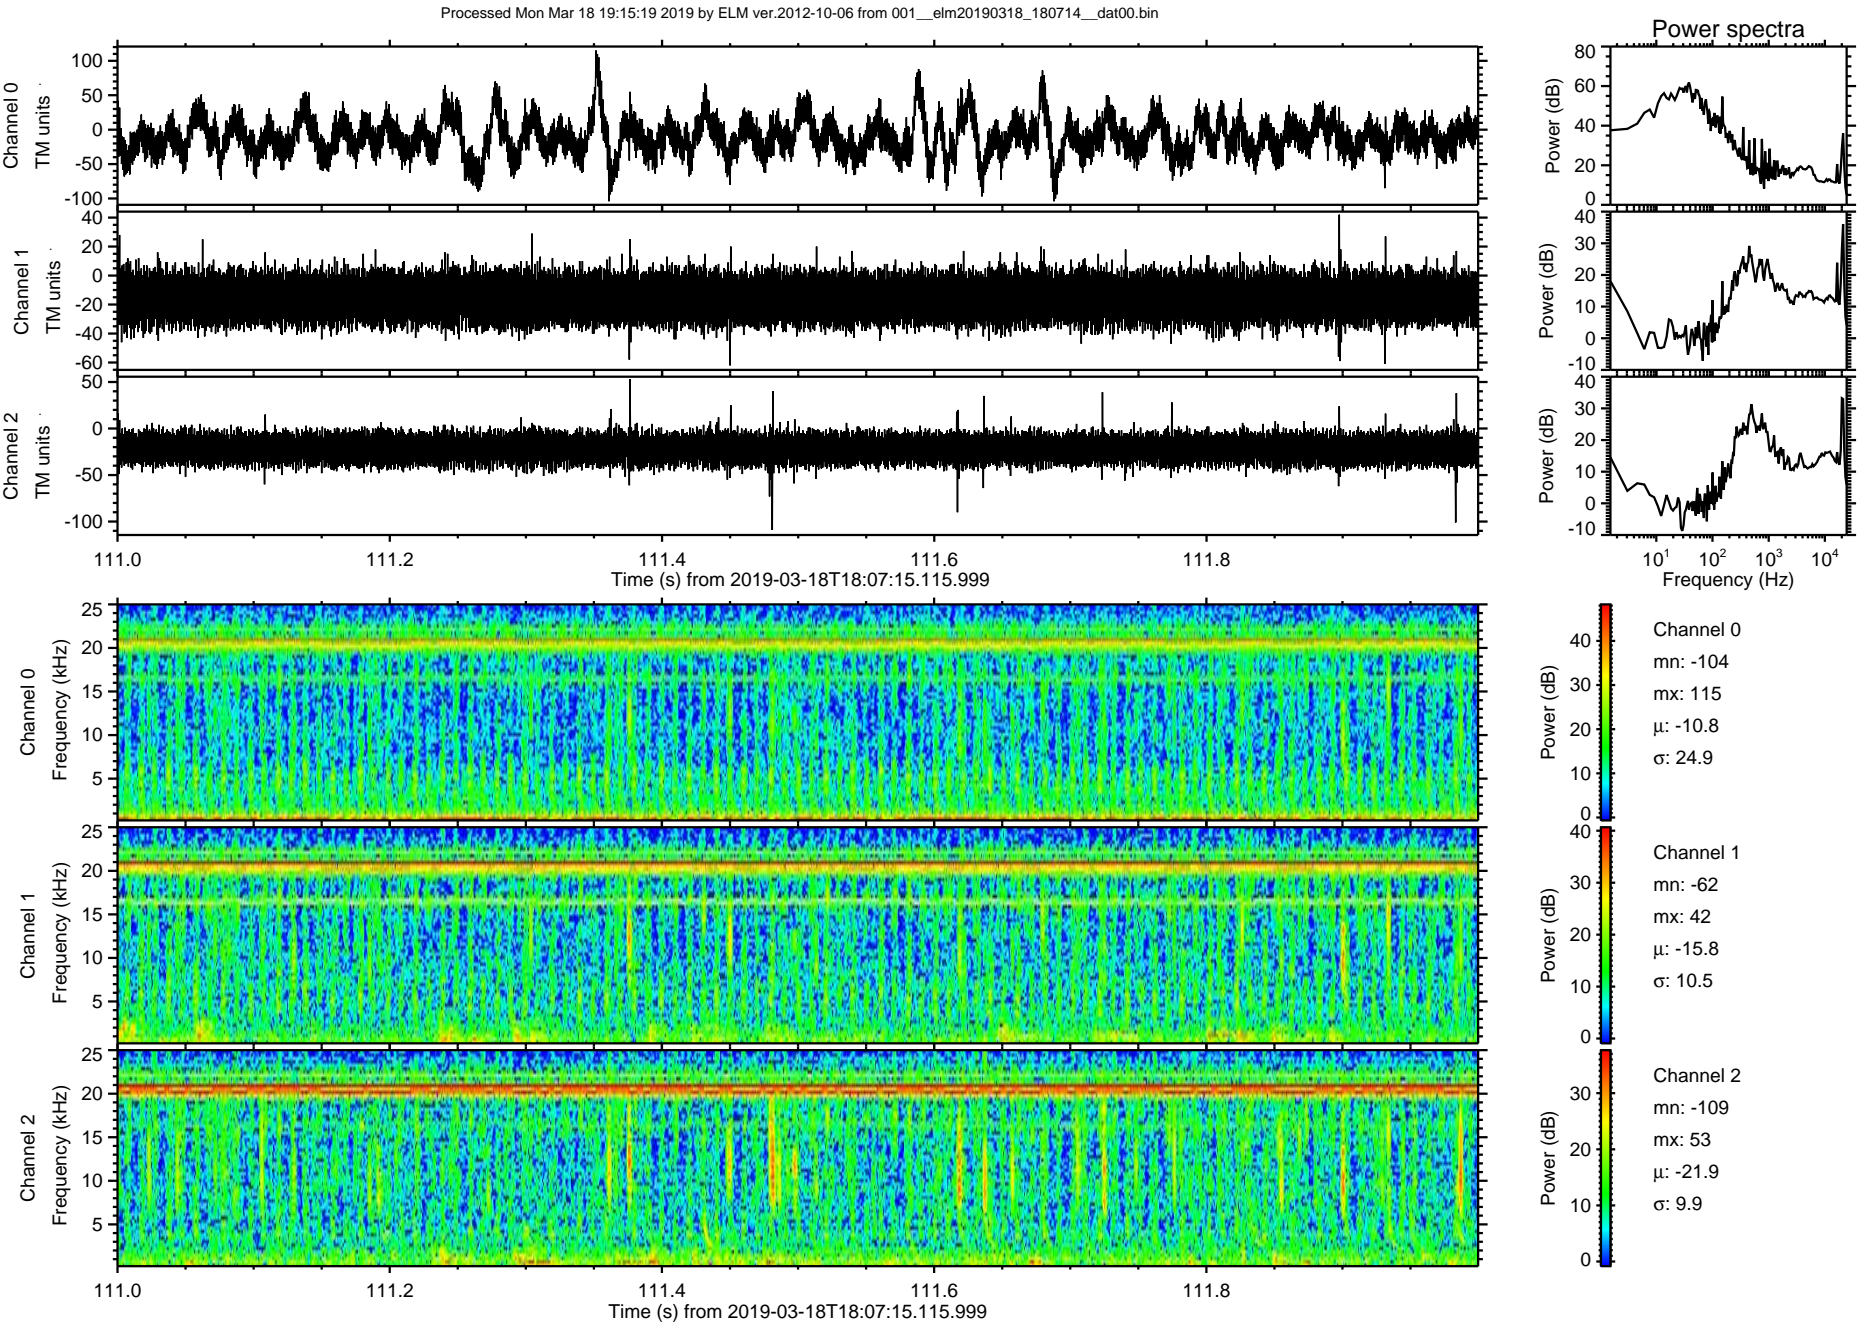 Processed Mon Mar 18 19:15:19 2019 by ELM ver.2012-10-06 from 001__elm20190318_180714__dat00.bin
Power spectra
Channel 0
TM units
100
50
0
-50
-100
Power (dB)
80
60
40
20
0
Channel 1
TM units
40
20
0
-20
-40
-60
Power (dB)
40
30
20
10
0
-10
Channel 2
TM units
50
0
-50
-100
Power (dB)
40
30
20
10
0
-10
111.0 111.2 111.4 111.6 111.8
Time (s) from 2019-03-18T18:07:15.115.999
10¹ 10² 10³ 10⁴
Frequency (Hz)
Channel 0
Frequency (kHz)
25
20
15
10
5
Power (dB)
40
30
20
10
0
Channel 0
mn: -104
mx: 115
μ: -10.8
σ: 24.9
Channel 1
Frequency (kHz)
25
20
15
10
5
Power (dB)
40
30
20
10
0
Channel 1
mn: -62
mx: 42
μ: -15.8
σ: 10.5
Channel 2
Frequency (kHz)
25
20
15
10
5
Power (dB)
30
20
10
0
Channel 2
mn: -109
mx: 53
μ: -21.9
σ: 9.9
111.0 111.2 111.4 111.6 111.8
Time (s) from 2019-03-18T18:07:15.115.999